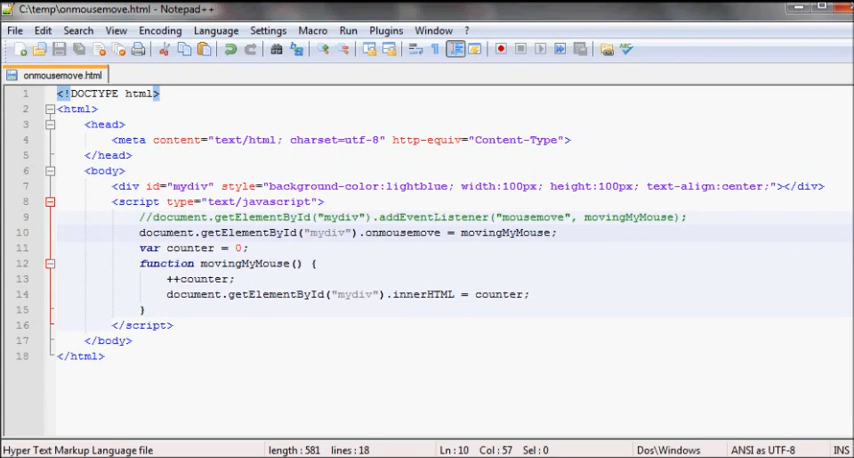 C:\temp\onmousemove.html - Notepad++
File Edit Search View Encoding Language Settings Macro Run Plugins Window ?
onmousemove.html
1 <!DOCTYPE html>
2 <html>
3 <head>
4 <meta content="text/html; charset=utf-8" http-equiv="Content-Type">
5 </head>
6 <body>
7 <div id="mydiv" style="background-color:lightblue; width:100px; height:100px; text-align:center;"></div>
8 <script type="text/javascript">
9 //document.getElementById("mydiv").addEventListener("mousemove", movingMyMouse);
10 document.getElementById("mydiv").onmousemove = movingMyMouse;
11 var counter = 0;
12 function movingMyMouse() {
13 ++counter;
14 document.getElementById("mydiv").innerHTML = counter;
15 }
16 </script>
17 </body>
18 </html>
Hyper Text Markup Language file length : 581 lines : 18 Ln : 10 Col : 57 Sel : 0 Dos\Windows ANSI as UTF-8 INS